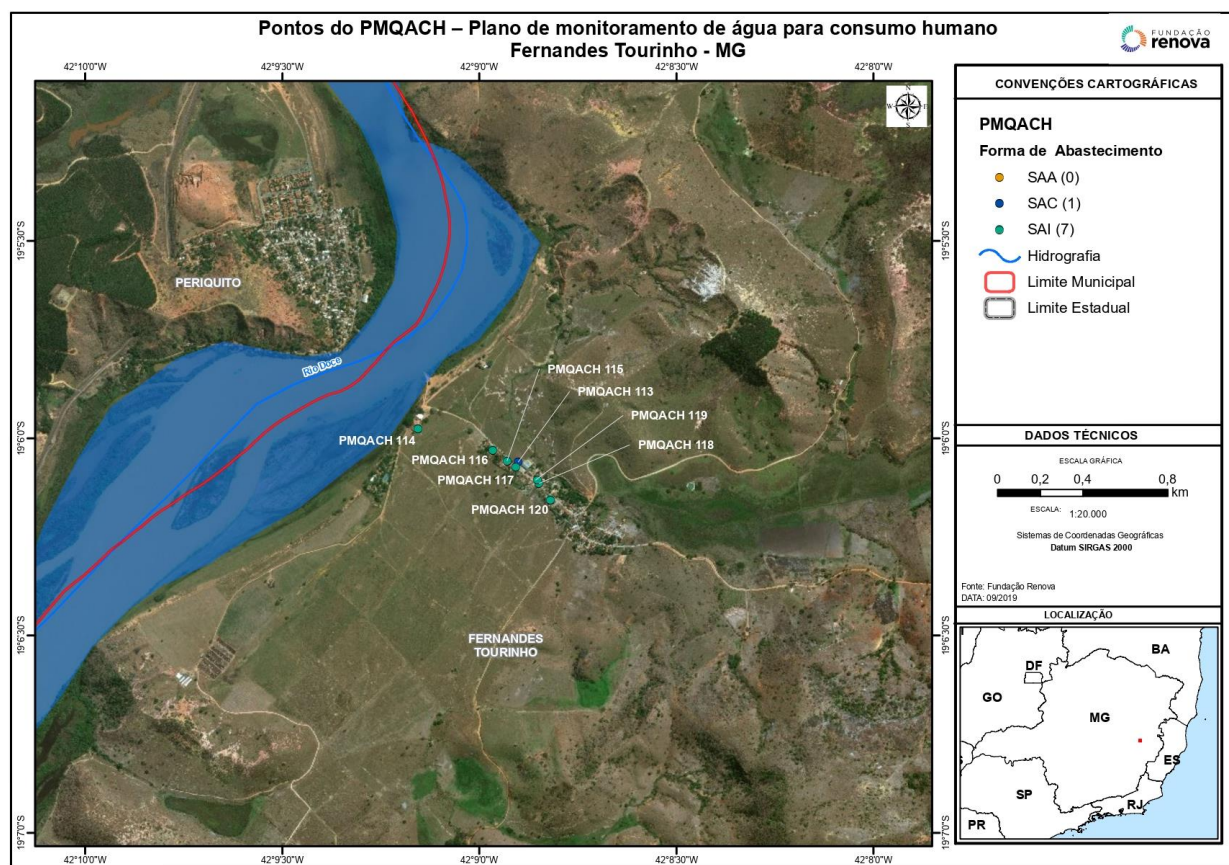 Pontos do PMQACH – Plano de monitoramento de água para consumo humano
Fernandes Tourinho - MG
FUNDAÇÃO
renova
42°10'0"W
42°9'30"W
42°9'0"W
42°8'30"W
42°8'0"W
19°5'30"S
19°6'0"S
19°6'30"S
19°7'0"S
N
W
E
S
PERIQUITO
Rio Doce
PMQACH 115
PMQACH 113
PMQACH 119
PMQACH 118
PMQACH 114
PMQACH 116
PMQACH 117
PMQACH 120
FERNANDES
TOURINHO
19°5'30"S
19°6'0"S
19°6'30"S
19°7'0"S
42°10'0"W
42°9'30"W
42°9'0"W
42°8'30"W
42°8'0"W
CONVENÇÕES CARTOGRÁFICAS
PMQACH
Forma de Abastecimento
SAA (0)
SAC (1)
SAI (7)
Hidrografia
Limite Municipal
Limite Estadual
DADOS TÉCNICOS
ESCALA GRÁFICA
0 0,2 0,4 0,8
km
ESCALA: 1:20.000
Sistemas de Coordenadas Geográficas
Datum SIRGAS 2000
Fonte: Fundação Renova
DATA: 09/2019
LOCALIZAÇÃO
BA
DF
GO
MG
ES
SP
RJ
PR